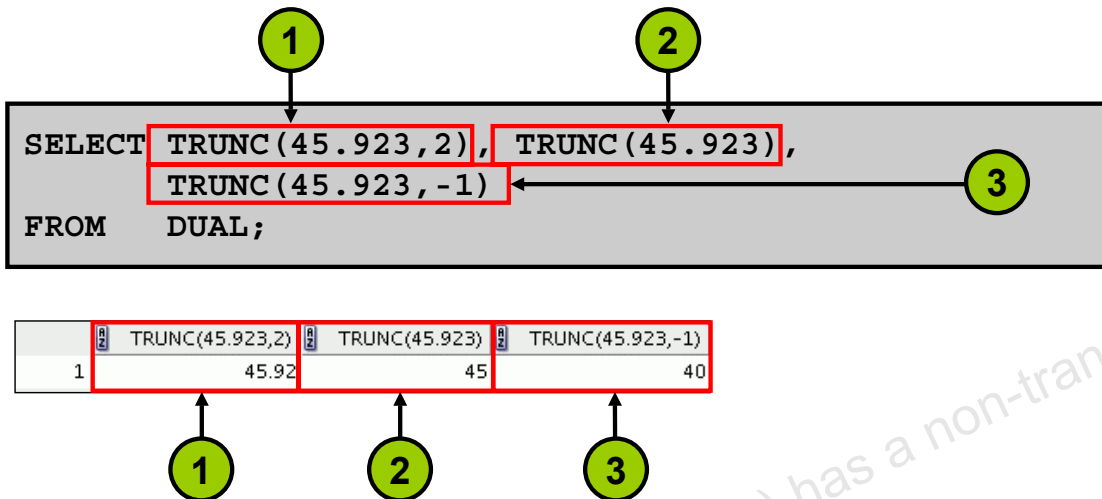 1 2
SELECT TRUNC(45.923,2), TRUNC(45.923),
TRUNC(45.923,-1) 3
FROM DUAL;
TRUNC(45.923,2) TRUNC(45.923) TRUNC(45.923,-1)
1 45.92 45 40
1 2 3
has a non-tran